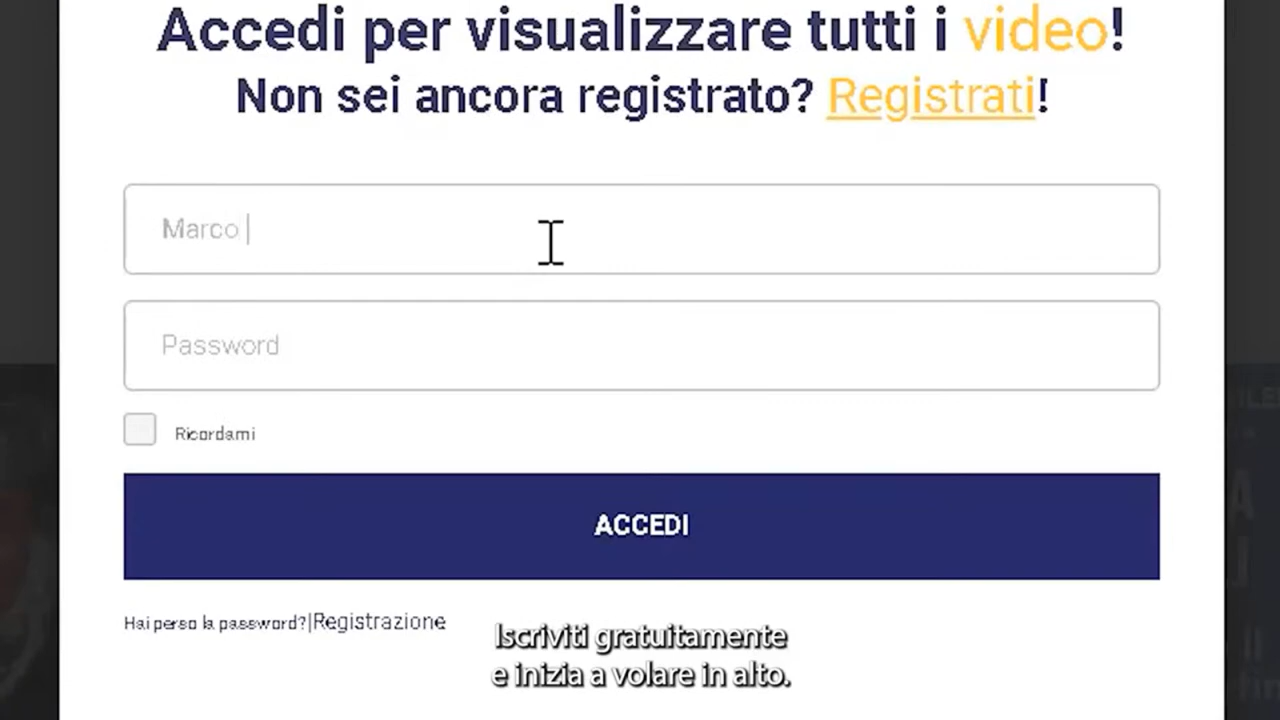 Accedi per visualizzare tutti i video!
Non sei ancora registrato? Registrati!
Marco
Password
Ricordami
ACCEDI
Hai perso la password?|Registrazione
Iscriviti gratuitamente
e inizia a volare in alto.